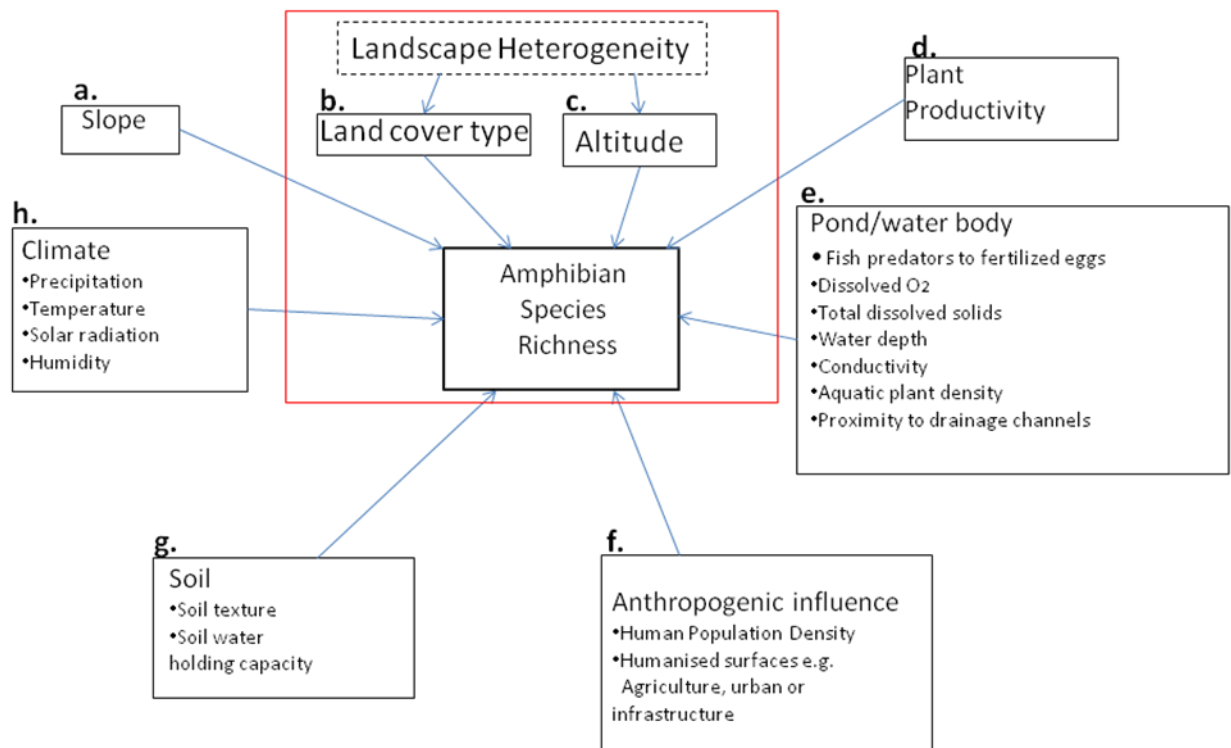 Landscape Heterogeneity
a.
Slope
b.
Land cover type
c.
Altitude
d.
Plant
Productivity
h.
Climate
•Precipitation
•Temperature
•Solar radiation
•Humidity
Amphibian
Species
Richness
e.
Pond/water body
• Fish predators to fertilized eggs
•Dissolved O2
•Total dissolved solids
•Water depth
•Conductivity
•Aquatic plant density
•Proximity to drainage channels
g.
Soil
•Soil texture
•Soil water
holding capacity
f.
Anthropogenic influence
•Human Population Density
•Humanised surfaces e.g.
Agriculture, urban or
infrastructure